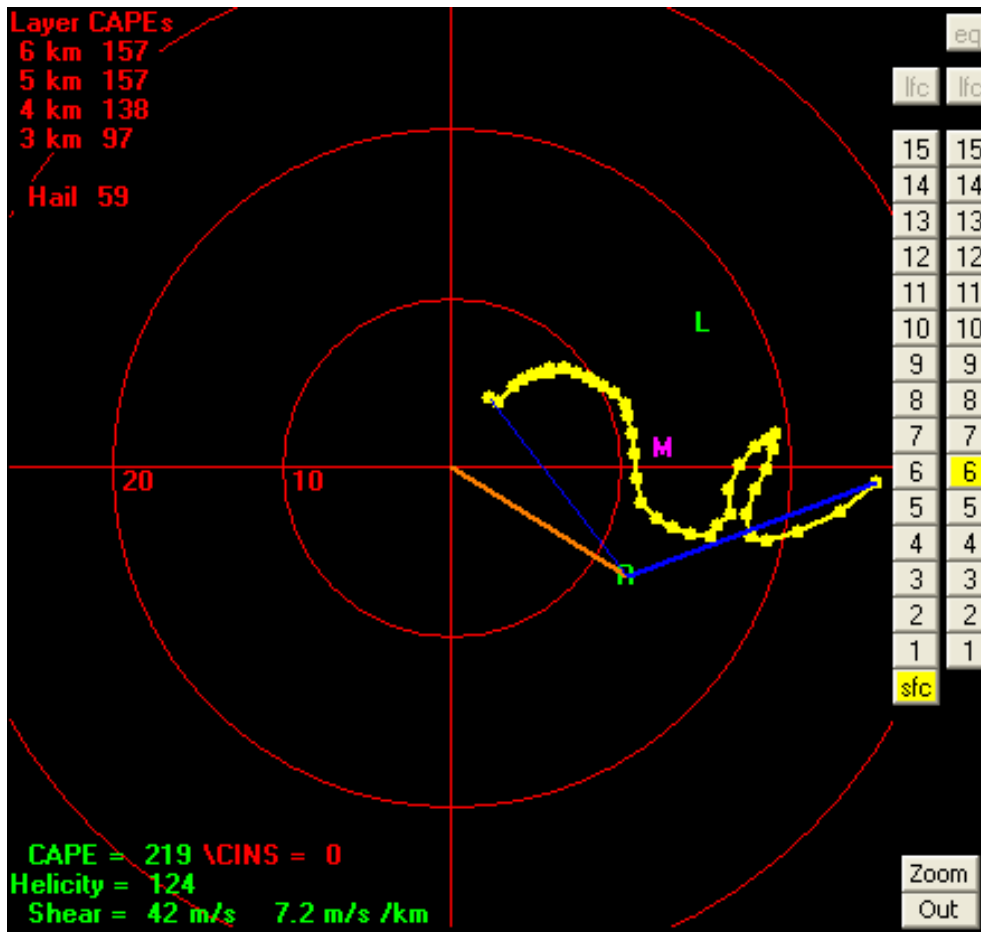 Layer CAPEs
6 km 157
5 km 157
4 km 138
3 km 97
Hail 59
eq
lfc lfc
15 15
14 14
13 13
12 12
11 11
10 10
9 9
8 8
7 7
6 6
5 5
4 4
3 3
2 2
1 1
sfc
L
M
20 10
R
CAPE = 219 \CINS = 0
Helicity = 124
Shear = 42 m/s 7.2 m/s /km
Zoom
Out